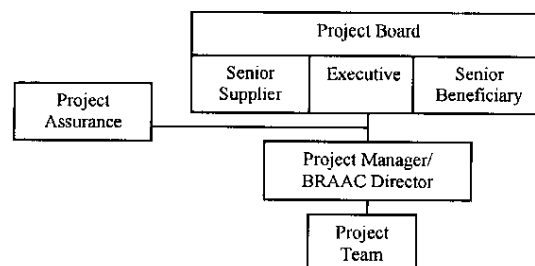 Project Board
Senior
Supplier
Executive
Senior
Beneficiary
Project
Assurance
Project Manager/
BRAAC Director
Project
Team